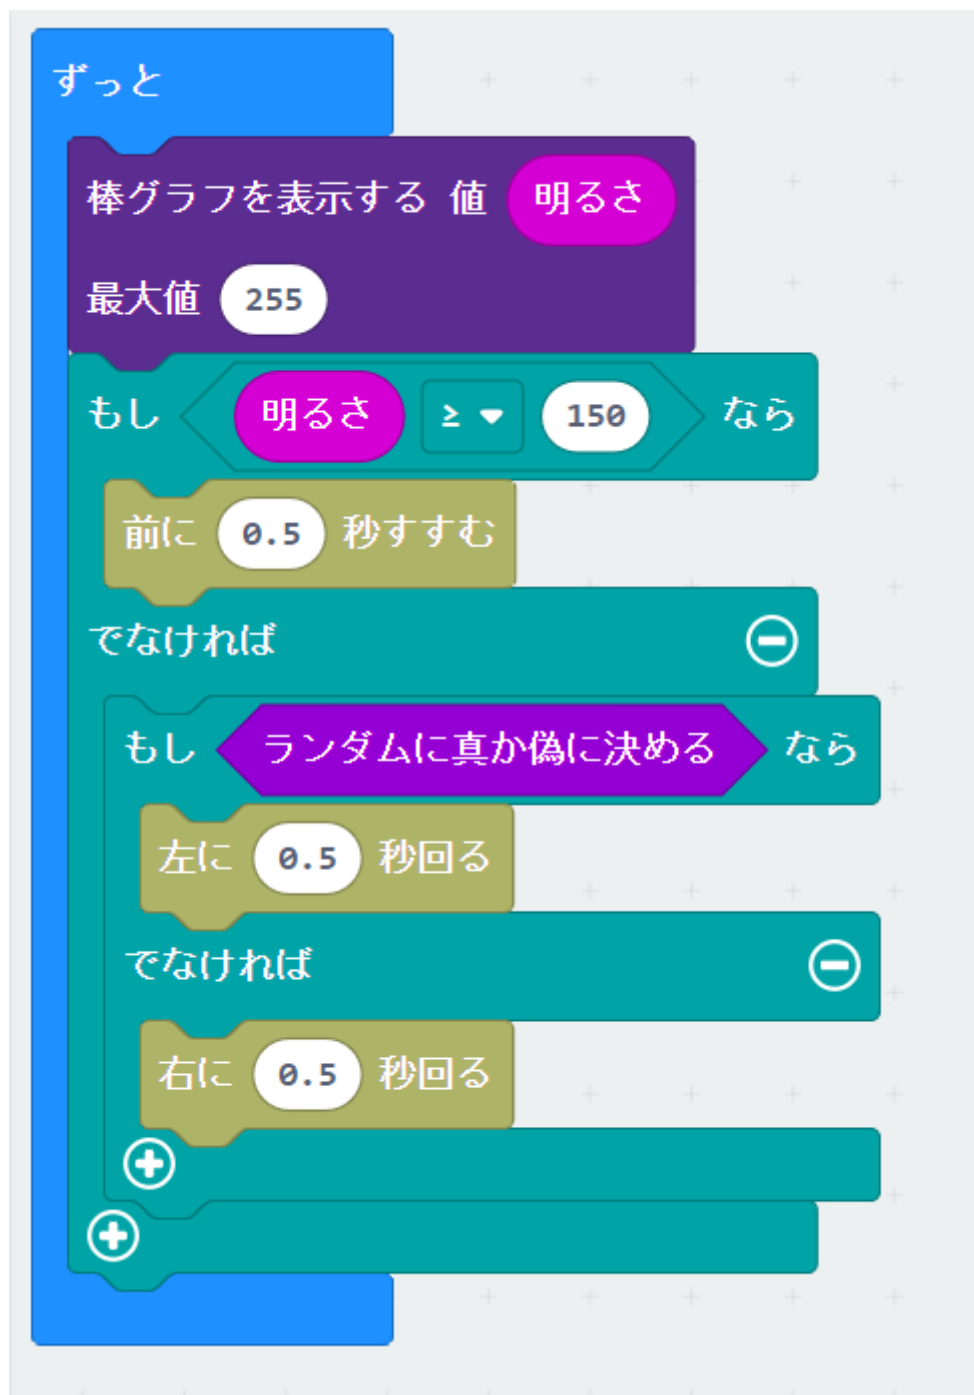 ずっと
棒グラフを表示する 値 明るさ
最大値 255
もし 明るさ ≥ 150 なら
前に 0.5 秒すすむ
でなければ
もし ランダムに真か偽に決める なら
左に 0.5 秒回る
でなければ
右に 0.5 秒回る